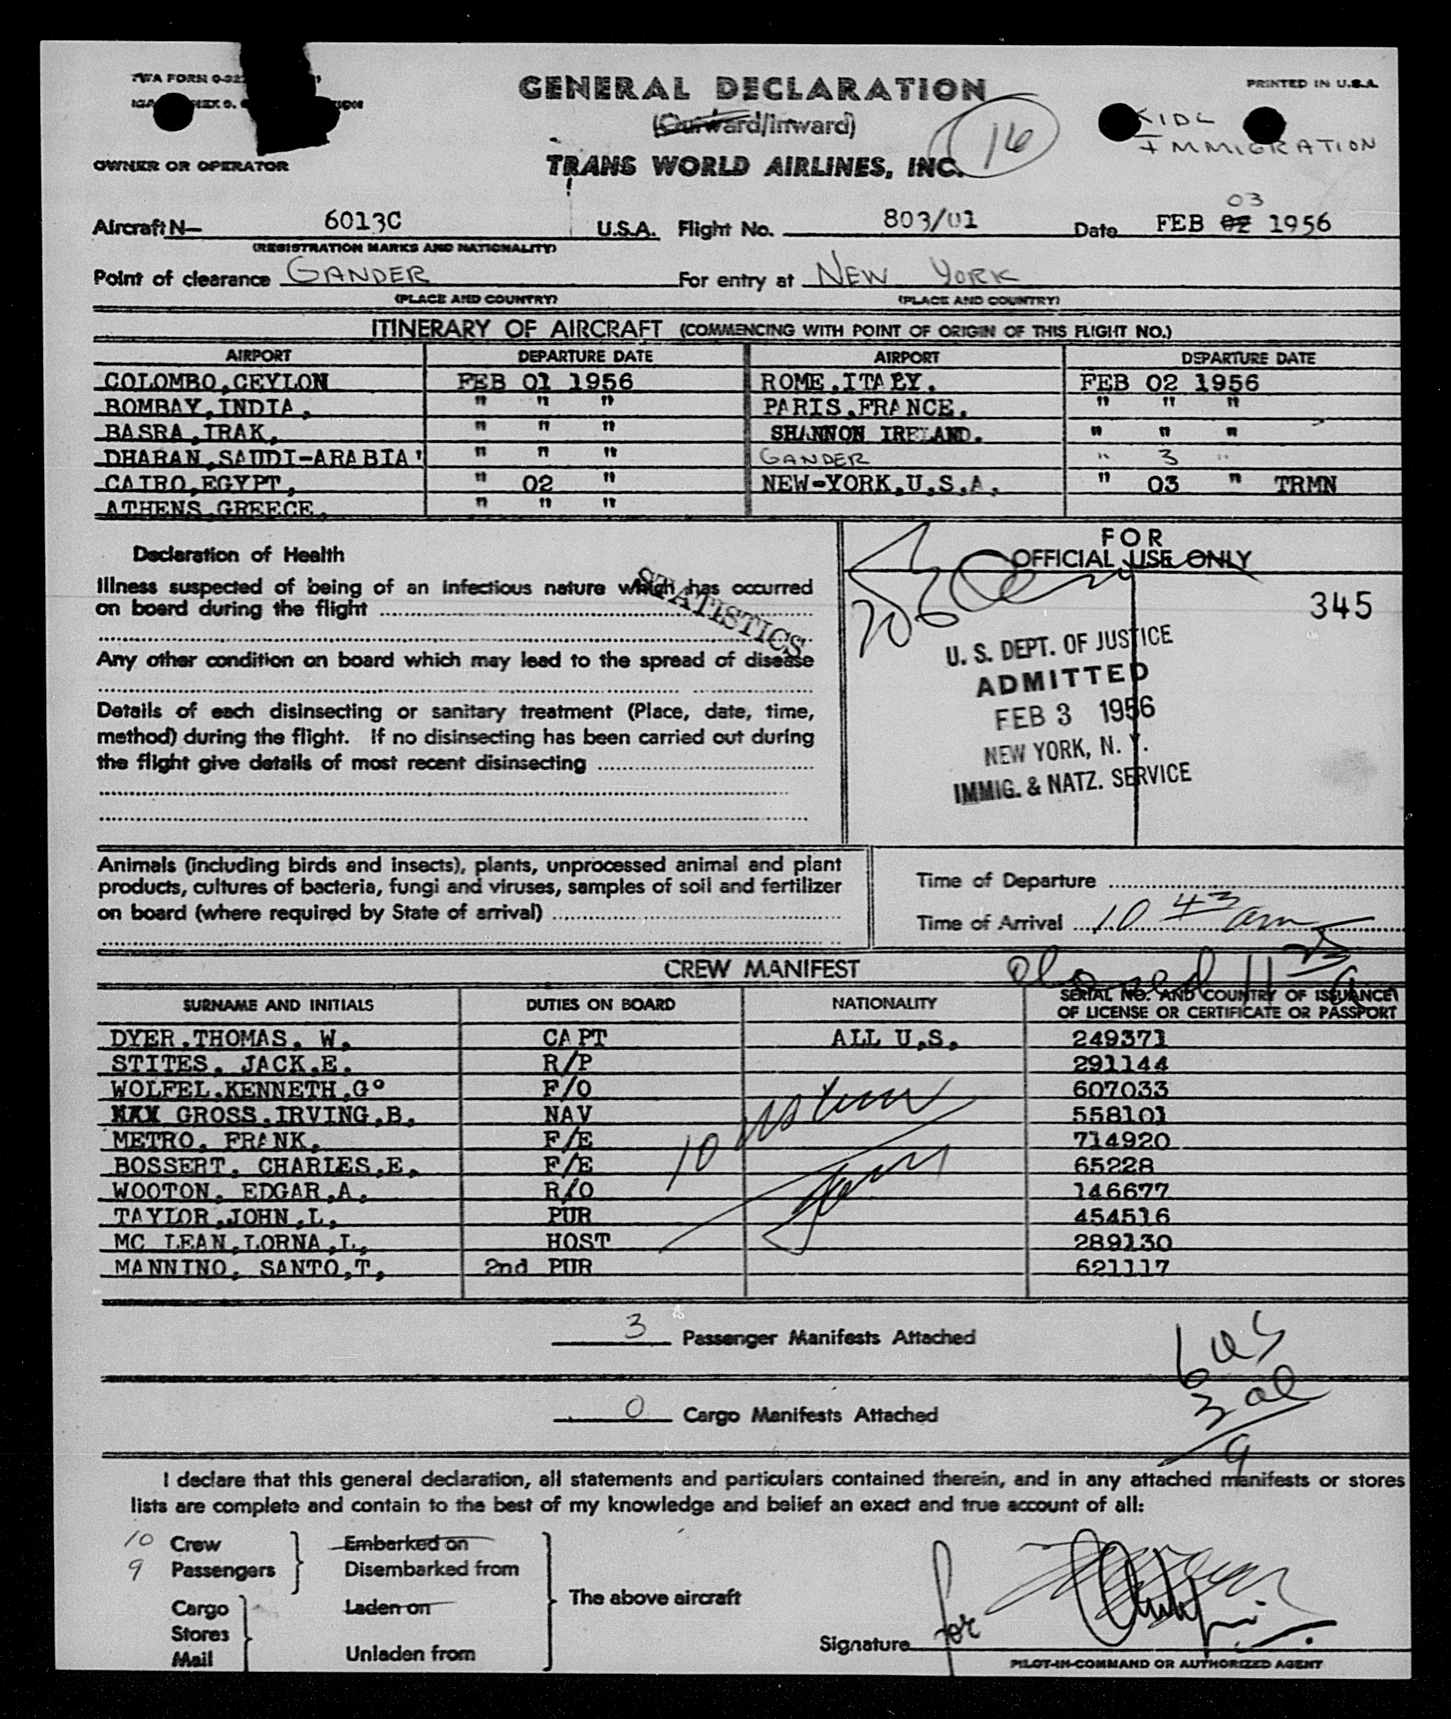 TWA FORM 0-32
GENERAL DECLARATION
PRINTED IN U.S.A.
(Outward/Inward)
16
KIDL
IMMIGRATION
OWNER OR OPERATOR
TRANS WORLD AIRLINES, INC.
03
Aircraft N— 6013C U.S.A. Flight No. 803/01 Date FEB 02 1956
(REGISTRATION MARKS AND NATIONALITY)
Point of clearance GANDER For entry at NEW YORK
(PLACE AND COUNTRY) (PLACE AND COUNTRY)
ITINERARY OF AIRCRAFT (COMMENCING WITH POINT OF ORIGIN OF THIS FLIGHT NO.)
AIRPORT DEPARTURE DATE AIRPORT DEPARTURE DATE
COLOMBO,CEYLON FEB 01 1956 ROME,ITALY, FEB 02 1956
BOMBAY,INDIA, " " " PARIS,FRANCE, " " "
BASRA,IRAK, " " " SHANNON IRELAND. " " "
DHARAN,SAUDI-ARABIA' " " " GANDER " 3 "
CAIRO,EGYPT, " 02 " NEW-YORK,U,S,A, " 03 " TRMN
ATHENS,GREECE, " " "
Declaration of Health
Illness suspected of being of an infectious nature which has occurred
on board during the flight
STATISTICS
Any other condition on board which may lead to the spread of disease
Details of each disinsecting or sanitary treatment (Place, date, time,
method) during the flight. If no disinsecting has been carried out during
the flight give details of most recent disinsecting
FOR
OFFICIAL USE ONLY
345
U. S. DEPT. OF JUSTICE
ADMITTED
FEB 3 1956
NEW YORK, N. Y.
IMMIG. & NATZ. SERVICE
Animals (including birds and insects), plants, unprocessed animal and plant
products, cultures of bacteria, fungi and viruses, samples of soil and fertilizer
on board (where required by State of arrival)
Time of Departure
Time of Arrival 10 43 am
CREW MANIFEST
closed 11
SURNAME AND INITIALS DUTIES ON BOARD NATIONALITY SERIAL NO. AND COUNTRY OF ISSUANCE
OF LICENSE OR CERTIFICATE OR PASSPORT
DYER,THOMAS, W, CAPT ALL U,S, 249371
STITES, JACK,E, R/P 291144
WOLFEL,KENNETH,G° F/O 607033
GROSS,IRVING,B, NAV 558101
METRO, FRANK, F/E 714920
BOSSERT, CHARLES,E, F/E 65228
WOOTON, EDGAR,A, R/O 146677
TAYLOR,JOHN,L, PUR 454516
MC LEAN,LORNA,L, HOST 289130
MANNINO, SANTO,T, 2nd PUR 621117
10
3 Passenger Manifests Attached
6 US
3 al
9
0 Cargo Manifests Attached
I declare that this general declaration, all statements and particulars contained therein, and in any attached manifests or stores
lists are complete and contain to the best of my knowledge and belief an exact and true account of all:
10 Crew Embarked on
9 Passengers Disembarked from
The above aircraft
Cargo Laden on
Stores
Mail Unladen from
Signature for
PILOT-IN-COMMAND OR AUTHORIZED AGENT